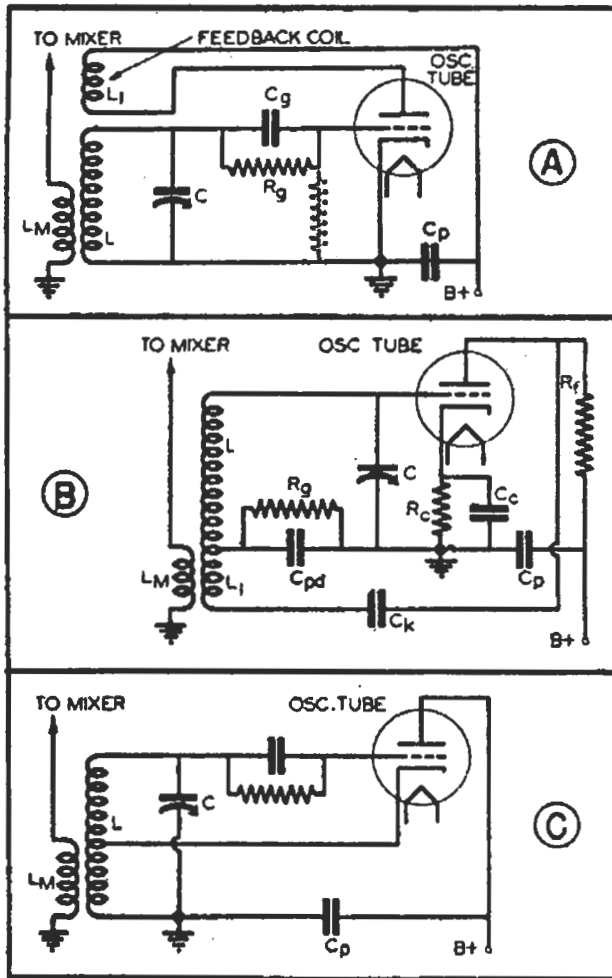 TO MIXER
FEEDBACK COIL
OSC.
TUBE
L1
Cg
Rg
C
LM
L
Cp
B+
A
TO MIXER
OSC TUBE
Rf
L
C
B
Rg
Rc
Cc
Cpd
LM
L1
Cp
Ck
B+
TO MIXER
OSC. TUBE
C
L
C
LM
Cp
B+